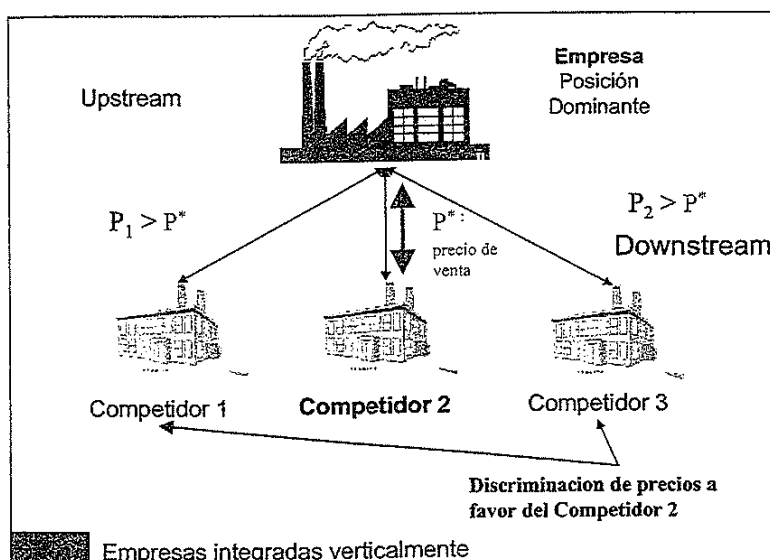 Upstream
Empresa
Posición
Dominante
P₁ > P*
P* :
precio de
venta
P₂ > P*
Downstream
Competidor 1
Competidor 2
Competidor 3
Discriminacion de precios a
favor del Competidor 2
Empresas integradas verticalmente